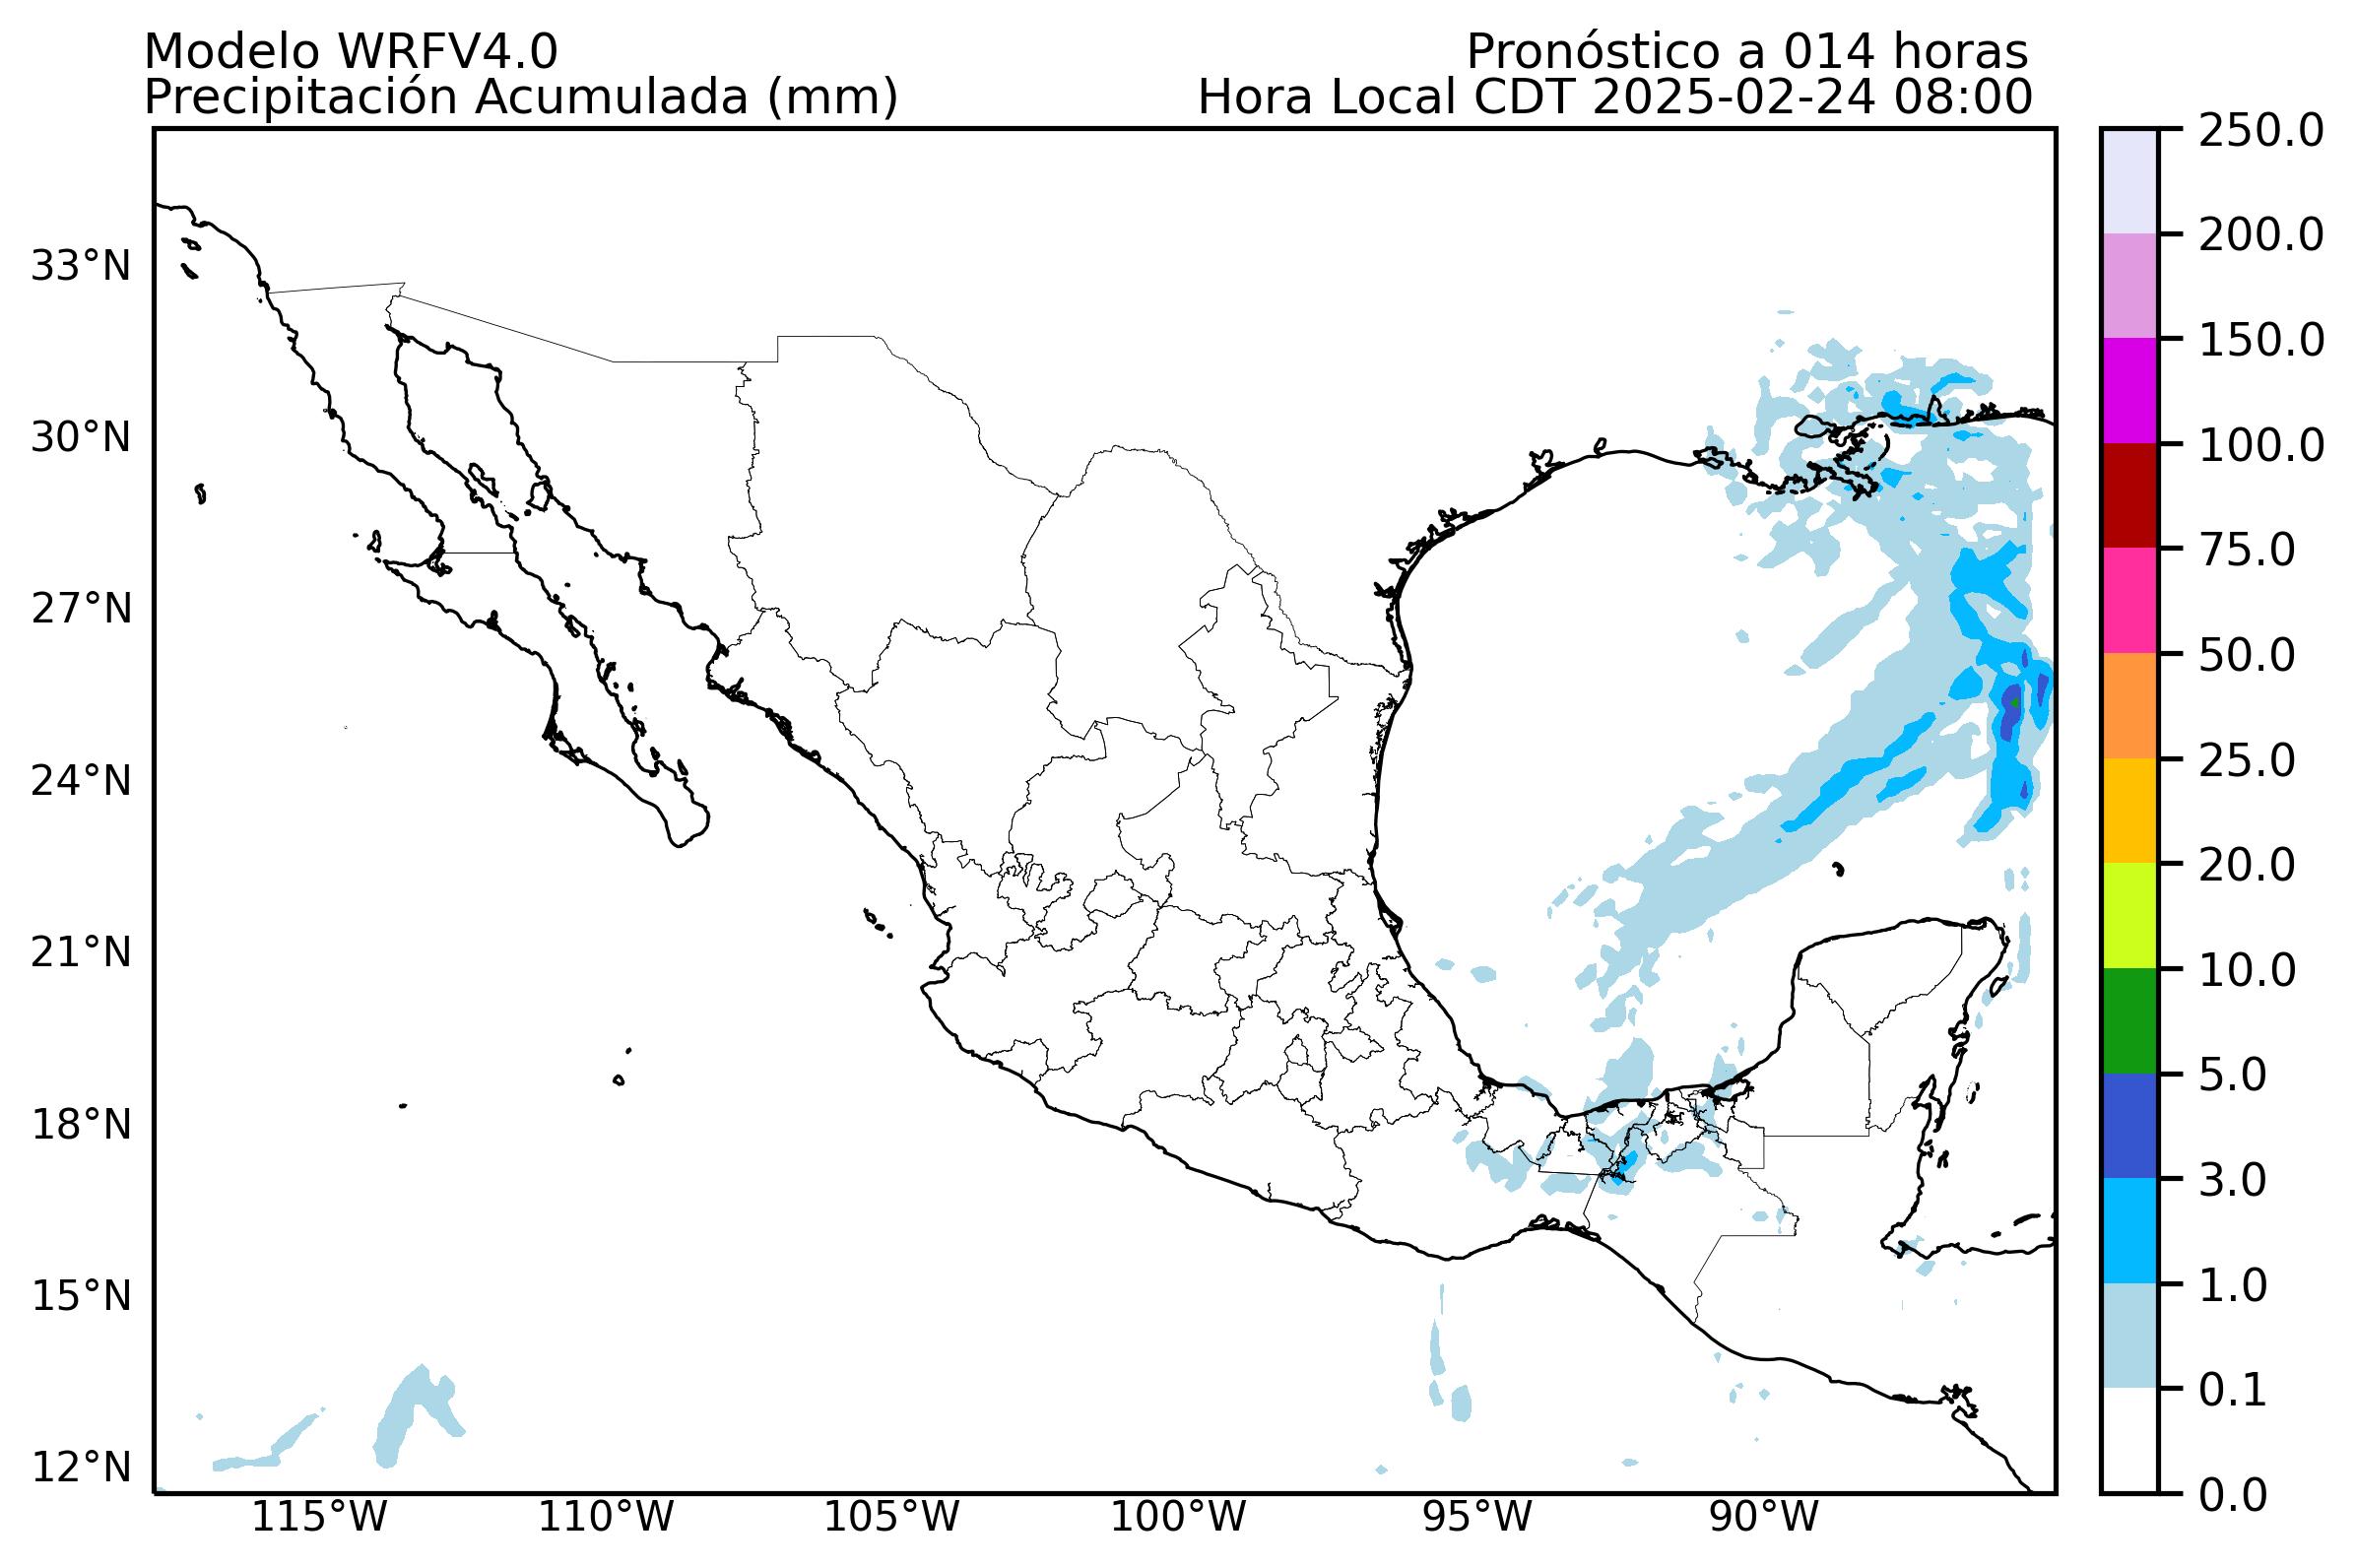 Modelo WRFV4.0
Pronóstico a 014 horas
Precipitación Acumulada (mm)
Hora Local CDT 2025-02-24 08:00
33°N
30°N
27°N
24°N
21°N
18°N
15°N
12°N
115°W
110°W
105°W
100°W
95°W
90°W
250.0
200.0
150.0
100.0
75.0
50.0
25.0
20.0
10.0
5.0
3.0
1.0
0.1
0.0